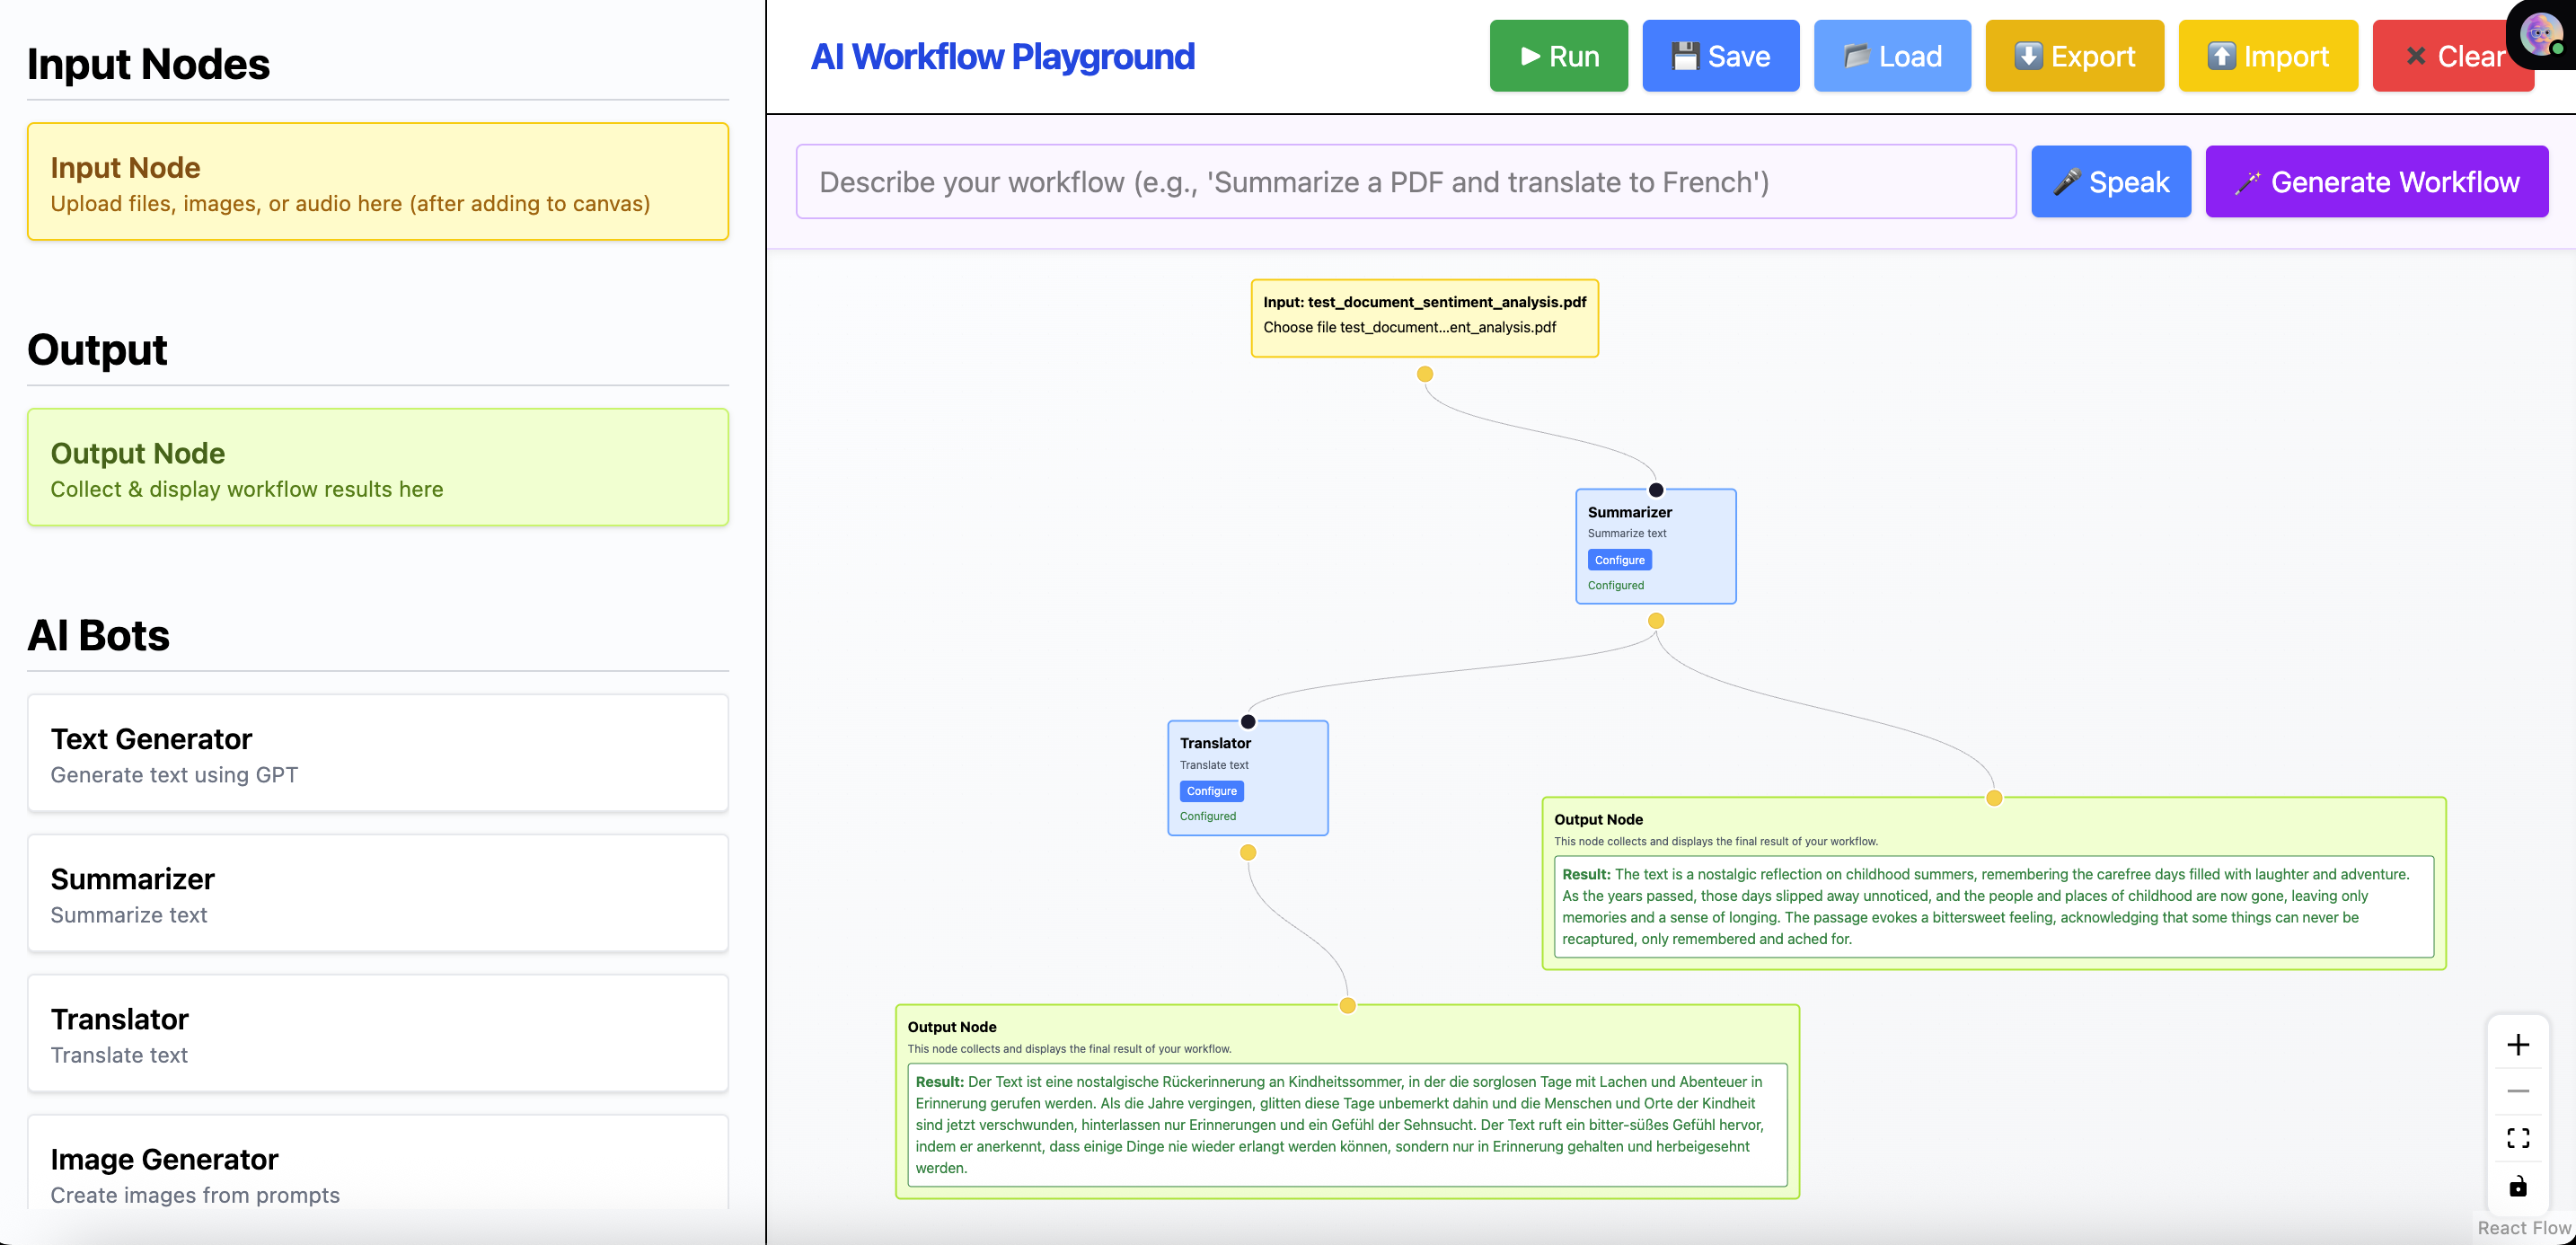 Input Nodes
Input Node
Upload files, images, or audio here (after adding to canvas)
Output
Output Node
Collect & display workflow results here
AI Bots
Text Generator
Generate text using GPT
Summarizer
Summarize text
Translator
Translate text
Image Generator
Create images from prompts
AI Workflow Playground
Run
Save
Load
Export
Import
Clear
Describe your workflow (e.g., 'Summarize a PDF and translate to French')
Speak
Generate Workflow
Input: test_document_sentiment_analysis.pdf
Choose file test_document...ent_analysis.pdf
Summarizer
Summarize text
Configure
Configured
Translator
Translate text
Configure
Configured
Output Node
This node collects and displays the final result of your workflow.
Result: The text is a nostalgic reflection on childhood summers, remembering the carefree days filled with laughter and adventure.
As the years passed, those days slipped away unnoticed, and the people and places of childhood are now gone, leaving only
memories and a sense of longing. The passage evokes a bittersweet feeling, acknowledging that some things can never be
recaptured, only remembered and ached for.
Output Node
This node collects and displays the final result of your workflow.
Result: Der Text ist eine nostalgische Rückerinnerung an Kindheitssommer, in der die sorglosen Tage mit Lachen und Abenteuer in
Erinnerung gerufen werden. Als die Jahre vergingen, glitten diese Tage unbemerkt dahin und die Menschen und Orte der Kindheit
sind jetzt verschwunden, hinterlassen nur Erinnerungen und ein Gefühl der Sehnsucht. Der Text ruft ein bitter-süßes Gefühl hervor,
indem er anerkennt, dass einige Dinge nie wieder erlangt werden können, sondern nur in Erinnerung gehalten und herbeigesehnt
werden.
React Flow